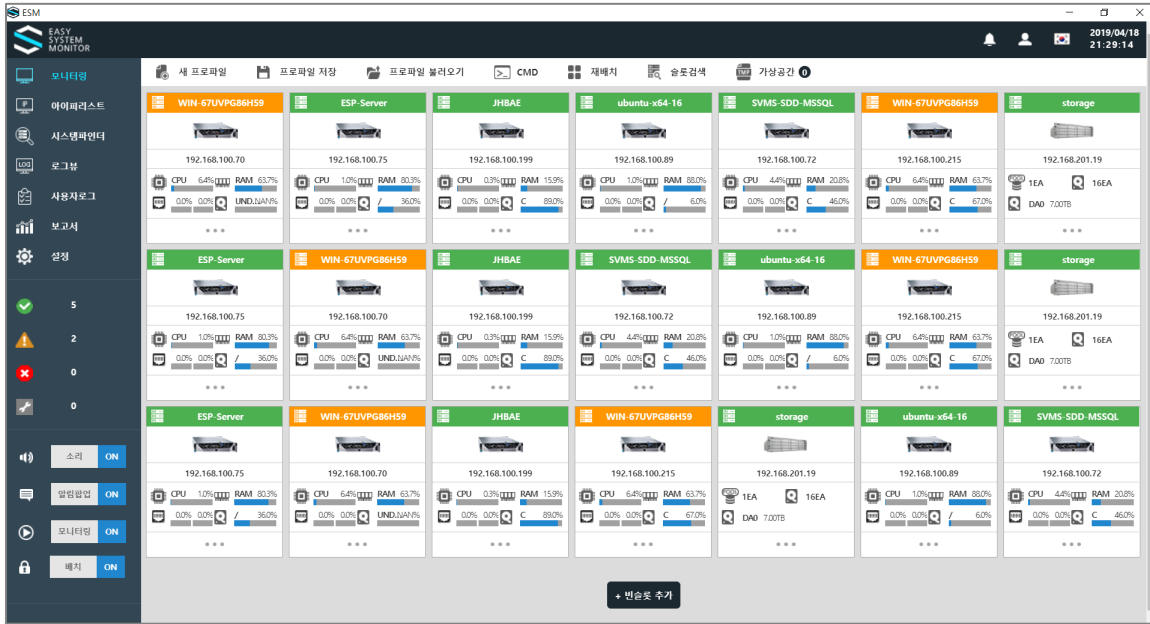 ESM
EASY
SYSTEM
MONITOR
2019/04/18
21:29:14
모니터링
아이피리스트
시스템파인더
로그뷰
사용자로그
보고서
설정
5
2
0
0
소리 ON
알림팝업 ON
모니터링 ON
배치 ON
새 프로파일 프로파일 저장 프로파일 불러오기 CMD 재배치 슬롯검색 TMP 가상공간 0
WIN-67UVPG86H59 ESP-Server JHBAE ubuntu-x64-16 SVMS-SDD-MSSQL WIN-67UVPG86H59 storage
192.168.100.70 192.168.100.75 192.168.100.199 192.168.100.89 192.168.100.72 192.168.100.215 192.168.201.19
CPU 6.4% RAM 63.7% CPU 1.0% RAM 80.3% CPU 0.3% RAM 15.9% CPU 1.0% RAM 88.0% CPU 4.4% RAM 20.8% CPU 6.4% RAM 63.7% 1EA 16EA
0.0% 0.0% UND.NAN% 0.0% 0.0% / 36.0% 0.0% 0.0% C 89.0% 0.0% 0.0% / 6.0% 0.0% 0.0% C 46.0% 0.0% 0.0% C 67.0% DA0 7.00TB
ESP-Server WIN-67UVPG86H59 JHBAE SVMS-SDD-MSSQL ubuntu-x64-16 WIN-67UVPG86H59 storage
192.168.100.75 192.168.100.70 192.168.100.199 192.168.100.72 192.168.100.89 192.168.100.215 192.168.201.19
CPU 1.0% RAM 80.3% CPU 6.4% RAM 63.7% CPU 0.3% RAM 15.9% CPU 4.4% RAM 20.8% CPU 1.0% RAM 88.0% CPU 6.4% RAM 63.7% 1EA 16EA
0.0% 0.0% / 36.0% 0.0% 0.0% UND.NAN% 0.0% 0.0% C 89.0% 0.0% 0.0% C 46.0% 0.0% 0.0% / 6.0% 0.0% 0.0% C 67.0% DA0 7.00TB
ESP-Server WIN-67UVPG86H59 JHBAE WIN-67UVPG86H59 storage ubuntu-x64-16 SVMS-SDD-MSSQL
192.168.100.75 192.168.100.70 192.168.100.199 192.168.100.215 192.168.201.19 192.168.100.89 192.168.100.72
CPU 1.0% RAM 80.3% CPU 6.4% RAM 63.7% CPU 0.3% RAM 15.9% CPU 6.4% RAM 63.7% 1EA 16EA CPU 1.0% RAM 88.0% CPU 4.4% RAM 20.8%
0.0% 0.0% / 36.0% 0.0% 0.0% UND.NAN% 0.0% 0.0% C 89.0% 0.0% 0.0% C 67.0% DA0 7.00TB 0.0% 0.0% / 6.0% 0.0% 0.0% C 46.0%
+ 빈슬롯 추가